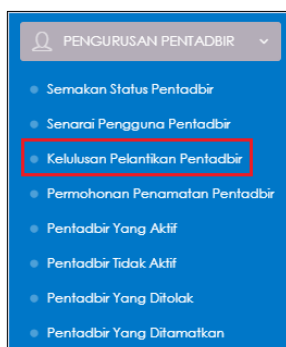 PENGURUSAN PENTADBIR
Semakan Status Pentadbir
Senarai Pengguna Pentadbir
Kelulusan Pelantikan Pentadbir
Permohonan Penamatan Pentadbir
Pentadbir Yang Aktif
Pentadbir Tidak Aktif
Pentadbir Yang Ditolak
Pentadbir Yang Ditamatkan